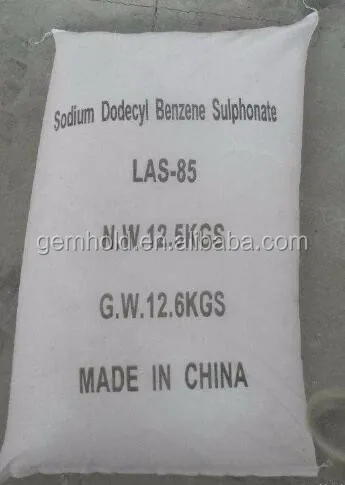 Sodium Dodecyl Benzene Sulphonate
LAS-85
N.W.12.5KGS
gemhold.en.alibaba.com
G.W.12.6KGS
MADE IN CHINA